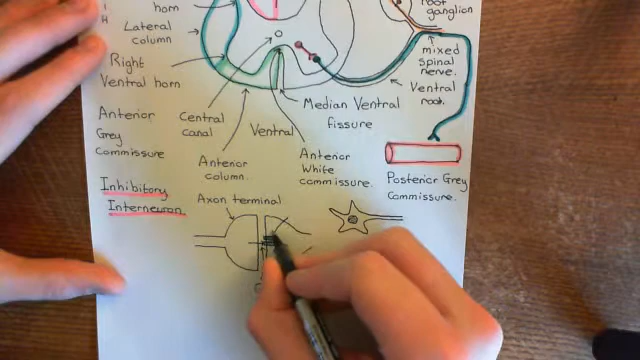 horn
Lateral
column
Right
Ventral horn
Anterior
Grey
Commissure
Central
canal
Ventral
Anterior
column.
Median Ventral
fissure
Anterior
White
commissure.
root
ganglion
mixed
spinal
nerve.
Ventral
root.
Posterior Grey
Commissure.
Inhibitory
Interneuron.
Axon terminal